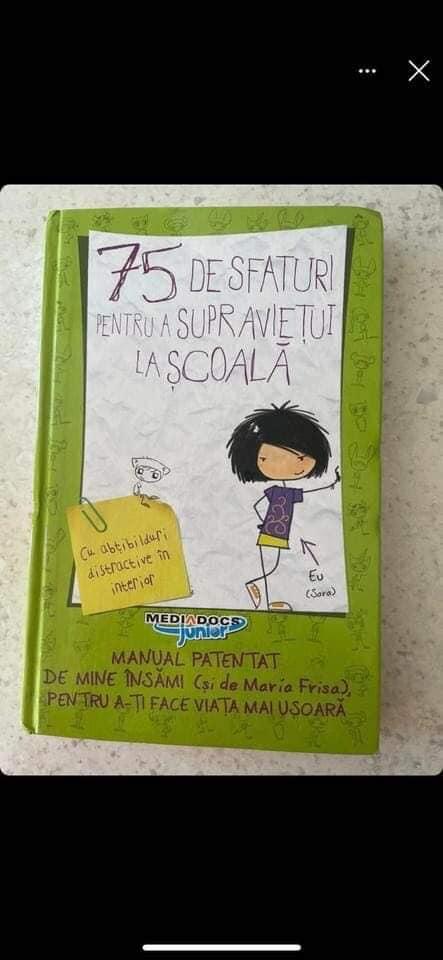 75 DE SFATURI
PENTRU A SUPRAVIEȚUI
LA ȘCOALĂ
Cu abțibilduri
distractive în
interior
Eu
(Sara)
MEDIADOCS
Junior
MANUAL PATENTAT
DE MINE ÎNSĂMI (și de María Frisa),
PENTRU A-ȚI FACE VIAȚA MAI UȘOARĂ